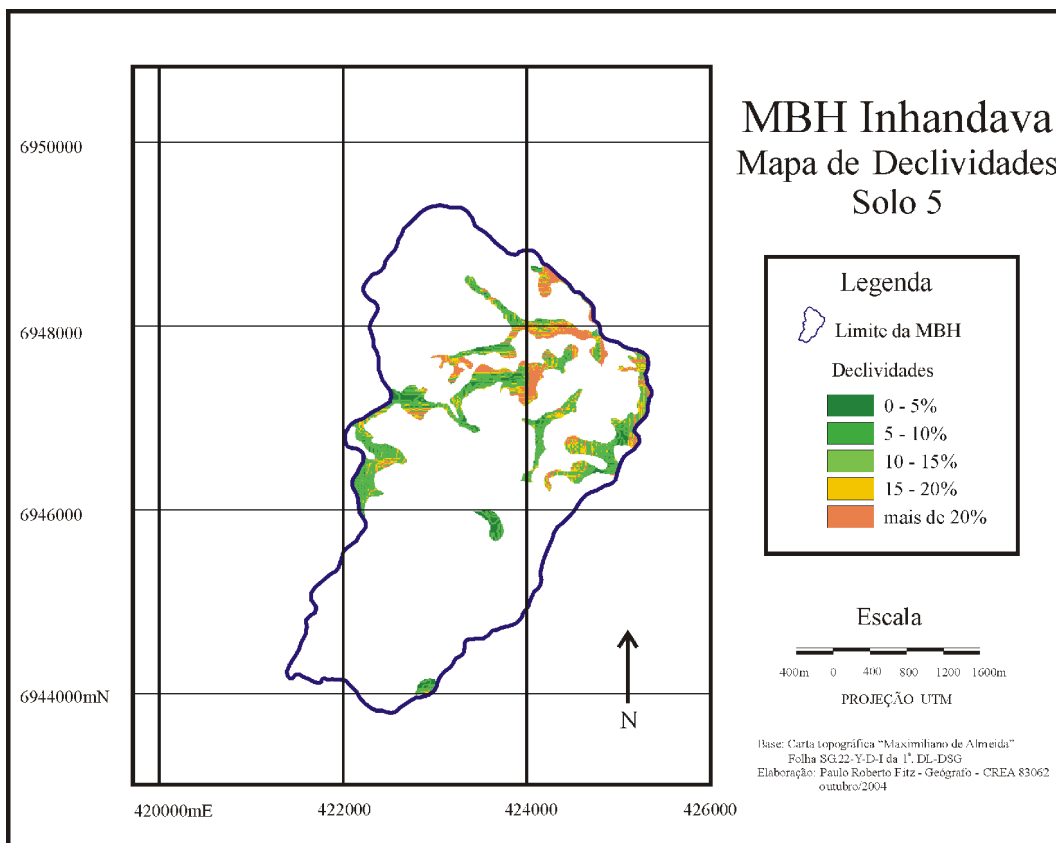 MBH Inhandava
Mapa de Declividades
Solo 5
6950000
6948000
6946000
6944000mN
420000mE
422000
424000
426000
N
Legenda
Limite da MBH
Declividades
0 - 5%
5 - 10%
10 - 15%
15 - 20%
mais de 20%
Escala
400m 0 400 800 1200 1600m
PROJEÇÃO UTM
Base: Carta topográfica “Maximiliano de Almeida”
Folha SG.22-Y-D-I da 1ª. DL-DSG
Elaboração: Paulo Roberto Fitz - Geógrafo - CREA 83062
outubro/2004